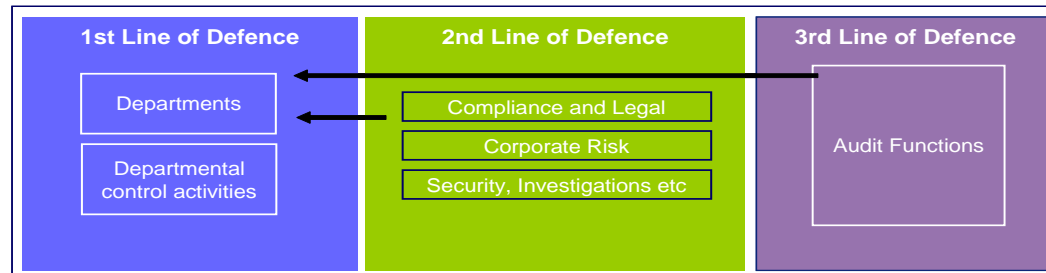 1st Line of Defence
Departments
Departmental
control activities
2nd Line of Defence
Compliance and Legal
Corporate Risk
Security, Investigations etc
3rd Line of Defence
Audit Functions